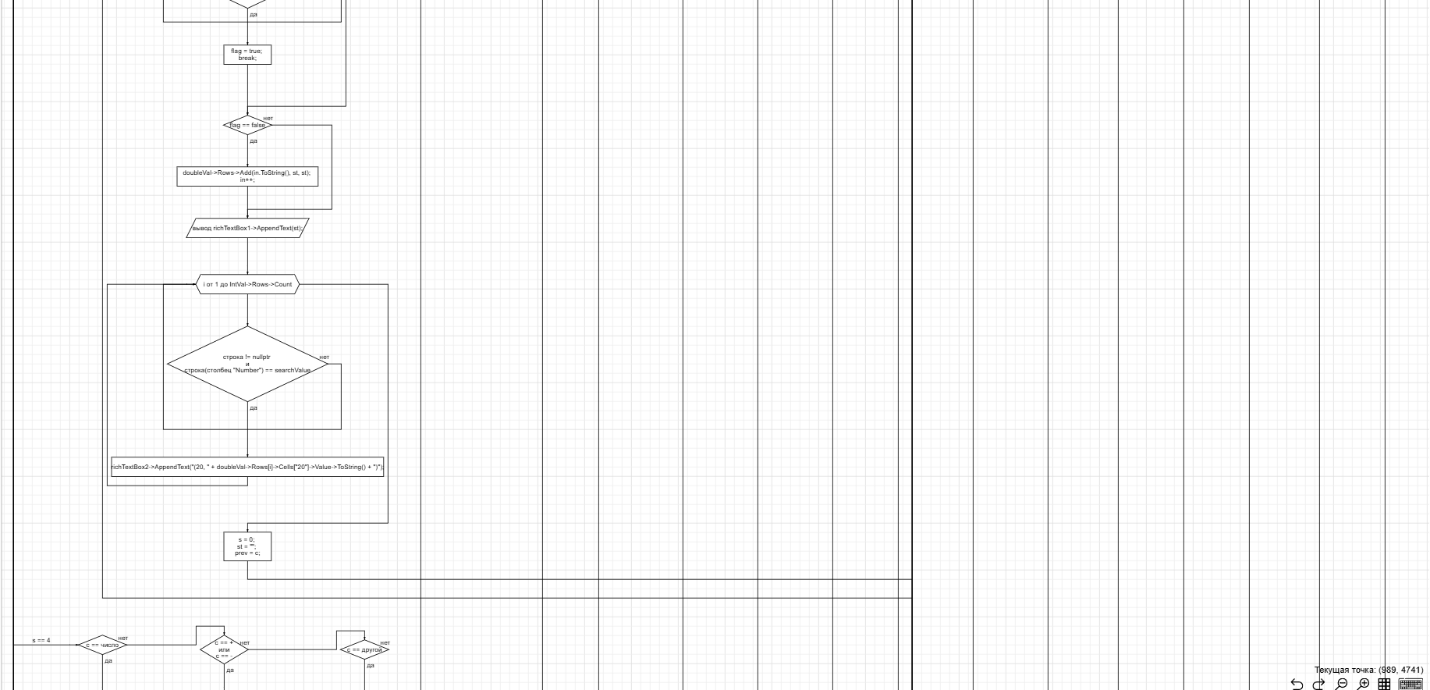 да
flag = true;
break;
нет
flag == false
да
doubleVal->Rows->Add(in.ToString(), st, st);
in++;
вывод richTextBox1->AppendText(st);
i от 1 до IntVal->Rows->Count
нет
строка != nullptr
и
строка(столбец "Number") == searchValue
да
richTextBox2->AppendText("(20, " + doubleVal->Rows[i]->Cells["20"]->Value->ToString() + ")");
s = 0;
st = "";
prev = c;
s == 4
c == число
нет
да
c == +
или
c == -
нет
да
c == другой
нет
да
Текущая точка: (989, 4741)